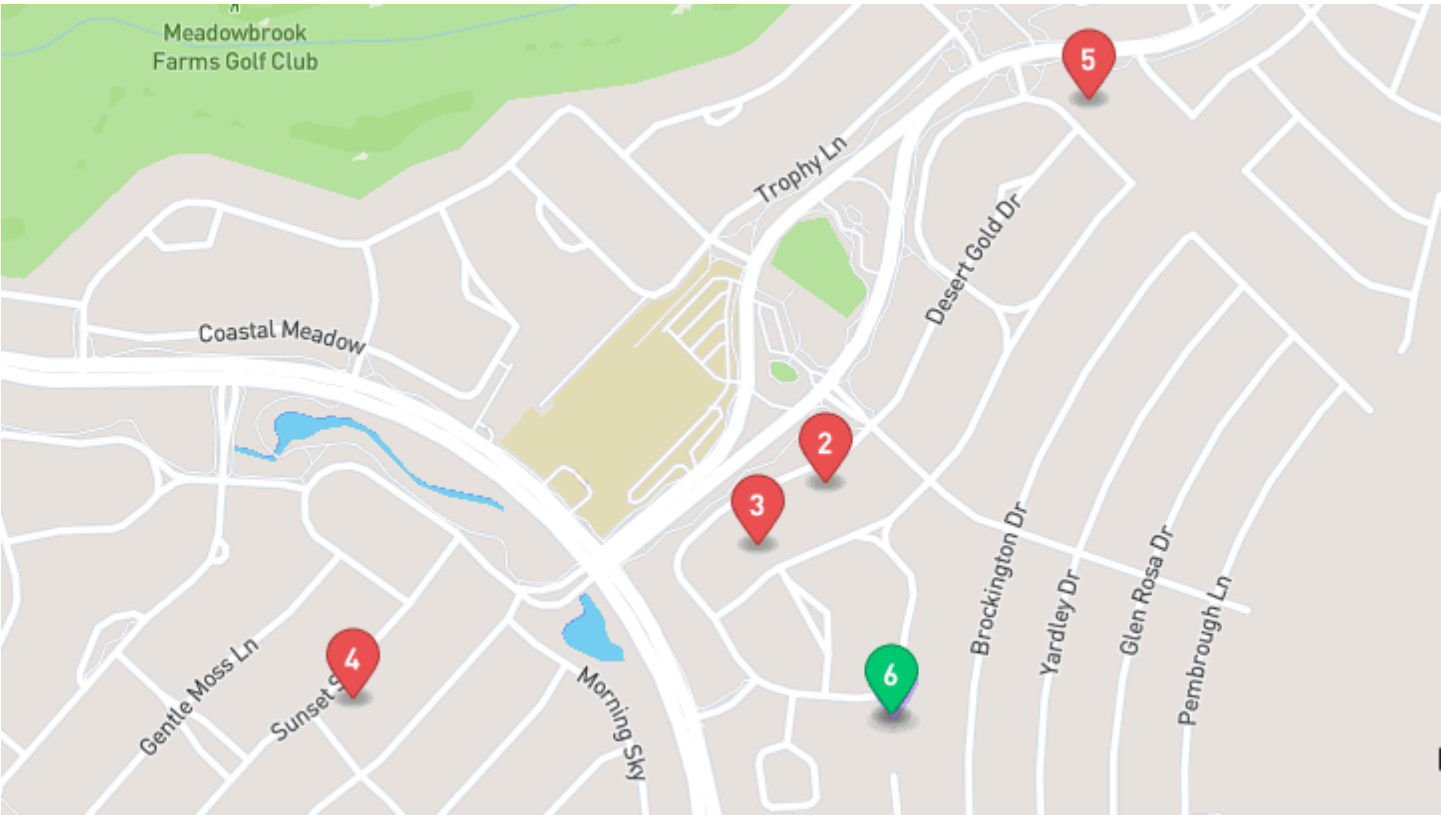 Meadowbrook
Farms Golf Club
5
Trophy Ln
Desert Gold Dr
Coastal Meadow
2
3
Brockington Dr
Glen Rosa Dr
Yardley Dr
Pembrough Ln
4
Gentle Moss Ln
Sunset S
6
Morning Sky